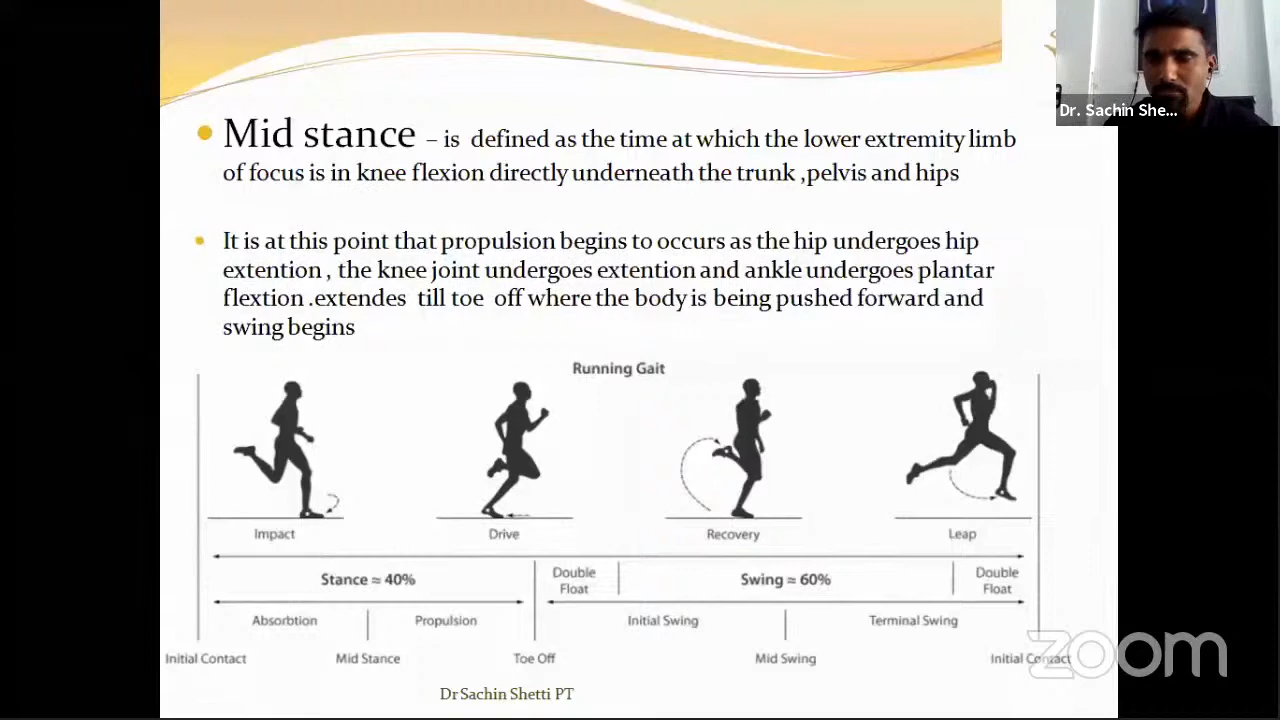 Dr. Sachin She...
Mid stance – is defined as the time at which the lower extremity limb
of focus is in knee flexion directly underneath the trunk ,pelvis and hips
It is at this point that propulsion begins to occurs as the hip undergoes hip
extention , the knee joint undergoes extention and ankle undergoes plantar
flextion .extendes till toe off where the body is being pushed forward and
swing begins
Running Gait
Impact Drive Recovery Leap
Stance ≈ 40% Double Float Swing ≈ 60% Double Float
Absorbtion Propulsion Initial Swing Terminal Swing
Initial Contact Mid Stance Toe Off Mid Swing Initial Contact
zoom
Dr Sachin Shetti PT